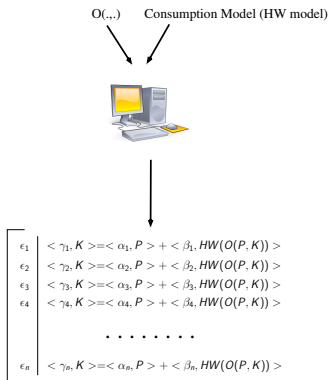 O(.,.) Consumption Model (HW model)
ϵ₁ < γ₁, K >=< α₁, P > + < β₁, HW(O(P, K)) >
ϵ₂ < γ₂, K >=< α₂, P > + < β₂, HW(O(P, K)) >
ϵ₃ < γ₃, K >=< α₃, P > + < β₃, HW(O(P, K)) >
ϵ₄ < γ₄, K >=< α₄, P > + < β₄, HW(O(P, K)) >
. . . . . . . .
ϵₙ < γₙ, K >=< αₙ, P > + < βₙ, HW(O(P, K)) >